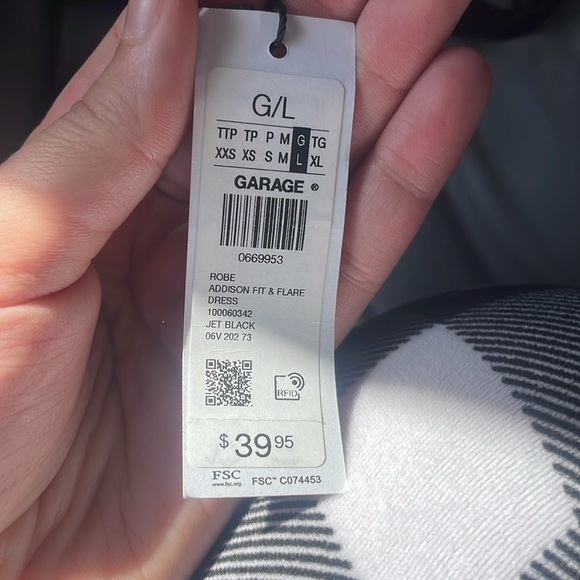 G/L
TTP TP P M G TG
XXS XS S M L XL
GARAGE ®
0669953
ROBE
ADDISON FIT & FLARE
DRESS
100060342
JET BLACK
06V 202 73
RFID
$ 39 95
FSC
www.fsc.org
FSC™ C074453